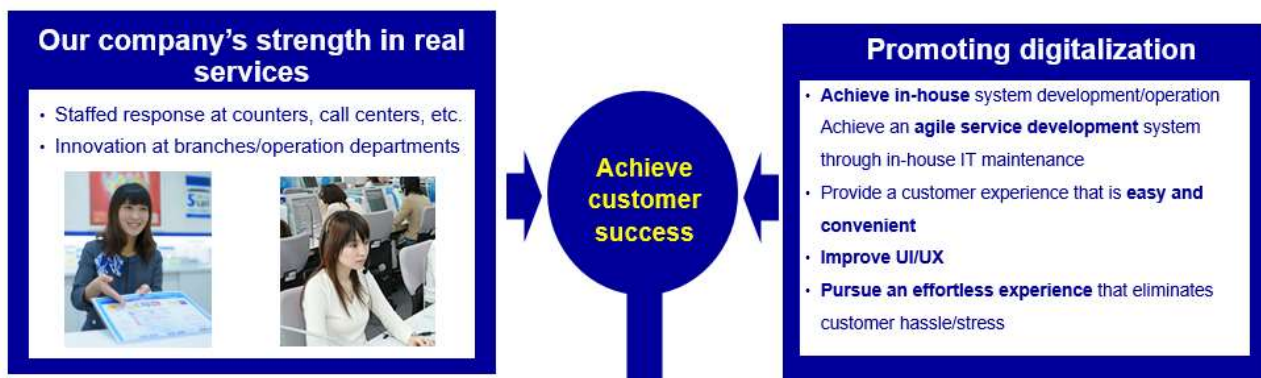 Our company's strength in real
services
• Staffed response at counters, call centers, etc.
• Innovation at branches/operation departments
Achieve
customer
success
Promoting digitalization
• Achieve in-house system development/operation
Achieve an agile service development system
through in-house IT maintenance
• Provide a customer experience that is easy and
convenient
• Improve UI/UX
• Pursue an effortless experience that eliminates
customer hassle/stress